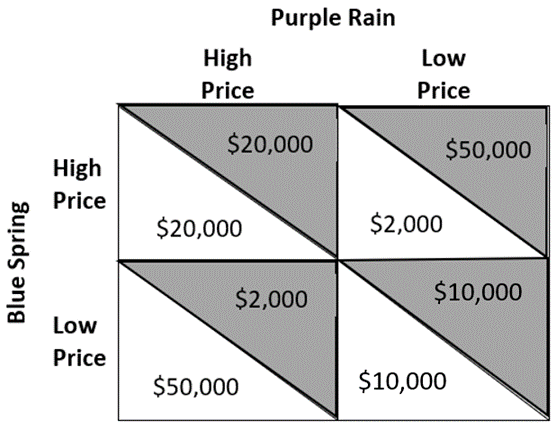 Purple Rain
High Low
Price Price
High
Price
$20,000 $50,000
$20,000 $2,000
Blue Spring
Low
Price
$2,000 $10,000
$50,000 $10,000